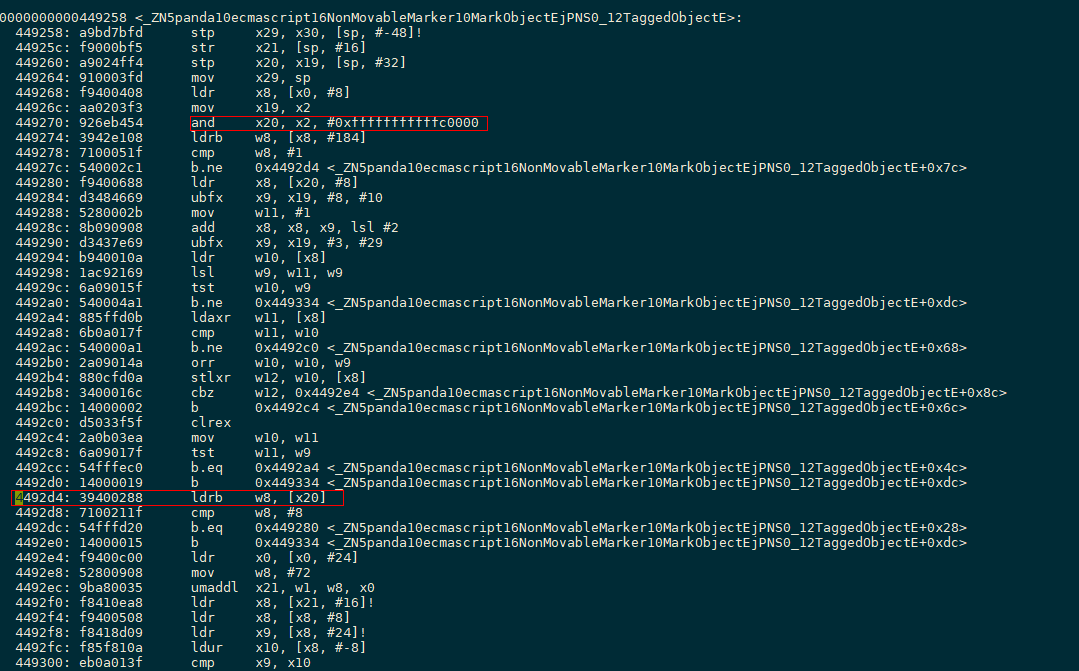 0000000000449258 <_ZN5panda10ecmascript16NonMovableMarker10MarkObjectEjPNS0_12TaggedObjectE>:
449258: a9bd7bfd stp x29, x30, [sp, #-48]!
44925c: f9000bf5 str x21, [sp, #16]
449260: a9024ff4 stp x20, x19, [sp, #32]
449264: 910003fd mov x29, sp
449268: f9400408 ldr x8, [x0, #8]
44926c: aa0203f3 mov x19, x2
449270: 926eb454 and x20, x2, #0xfffffffffffc0000
449274: 3942e108 ldrb w8, [x8, #184]
449278: 7100051f cmp w8, #1
44927c: 540002c1 b.ne 0x4492d4 <_ZN5panda10ecmascript16NonMovableMarker10MarkObjectEjPNS0_12TaggedObjectE+0x7c>
449280: f9400688 ldr x8, [x20, #8]
449284: d3484669 ubfx x9, x19, #8, #10
449288: 5280002b mov w11, #1
44928c: 8b090908 add x8, x8, x9, lsl #2
449290: d3437e69 ubfx x9, x19, #3, #29
449294: b940010a ldr w10, [x8]
449298: 1ac92169 lsl w9, w11, w9
44929c: 6a09015f tst w10, w9
4492a0: 540004a1 b.ne 0x449334 <_ZN5panda10ecmascript16NonMovableMarker10MarkObjectEjPNS0_12TaggedObjectE+0xdc>
4492a4: 885ffd0b ldaxr w11, [x8]
4492a8: 6b0a017f cmp w11, w10
4492ac: 540000a1 b.ne 0x4492c0 <_ZN5panda10ecmascript16NonMovableMarker10MarkObjectEjPNS0_12TaggedObjectE+0x68>
4492b0: 2a09014a orr w10, w10, w9
4492b4: 880cfd0a stlxr w12, w10, [x8]
4492b8: 3400016c cbz w12, 0x4492e4 <_ZN5panda10ecmascript16NonMovableMarker10MarkObjectEjPNS0_12TaggedObjectE+0x8c>
4492bc: 14000002 b 0x4492c4 <_ZN5panda10ecmascript16NonMovableMarker10MarkObjectEjPNS0_12TaggedObjectE+0x6c>
4492c0: d5033f5f clrex
4492c4: 2a0b03ea mov w10, w11
4492c8: 6a09017f tst w11, w9
4492cc: 54fffec0 b.eq 0x4492a4 <_ZN5panda10ecmascript16NonMovableMarker10MarkObjectEjPNS0_12TaggedObjectE+0x4c>
4492d0: 14000019 b 0x449334 <_ZN5panda10ecmascript16NonMovableMarker10MarkObjectEjPNS0_12TaggedObjectE+0xdc>
4492d4: 39400288 ldrb w8, [x20]
4492d8: 7100211f cmp w8, #8
4492dc: 54fffd20 b.eq 0x449280 <_ZN5panda10ecmascript16NonMovableMarker10MarkObjectEjPNS0_12TaggedObjectE+0x28>
4492e0: 14000015 b 0x449334 <_ZN5panda10ecmascript16NonMovableMarker10MarkObjectEjPNS0_12TaggedObjectE+0xdc>
4492e4: f9400c00 ldr x0, [x0, #24]
4492e8: 52800908 mov w8, #72
4492ec: 9ba80035 umaddl x21, w1, w8, x0
4492f0: f8410ea8 ldr x8, [x21, #16]!
4492f4: f9400508 ldr x8, [x8, #8]
4492f8: f8418d09 ldr x9, [x8, #24]!
4492fc: f85f810a ldur x10, [x8, #-8]
449300: eb0a013f cmp x9, x10